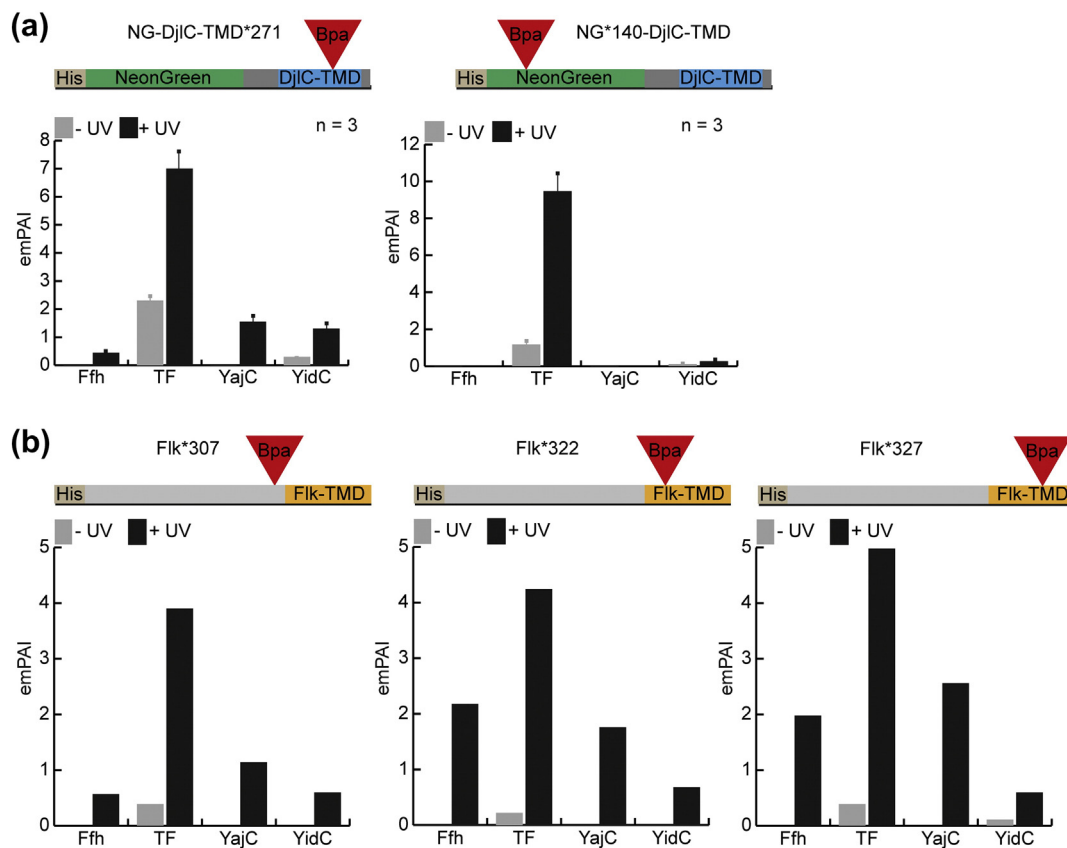 (a)
NG-DjlC-TMD*271
Bpa
His NeonGreen DjlC-TMD
- UV + UV
n = 3
8
7
6
5
4
3
2
1
0
emPAI
Ffh TF YajC YidC
Bpa
NG*140-DjlC-TMD
His NeonGreen DjlC-TMD
- UV + UV
n = 3
12
10
8
6
4
2
0
emPAI
Ffh TF YajC YidC
(b)
Flk*307
Bpa
His Flk-TMD
- UV + UV
5
4
3
2
1
0
emPAI
Ffh TF YajC YidC
Flk*322
Bpa
His Flk-TMD
- UV + UV
5
4
3
2
1
0
emPAI
Ffh TF YajC YidC
Flk*327
Bpa
His Flk-TMD
- UV + UV
5
4
3
2
1
0
emPAI
Ffh TF YajC YidC